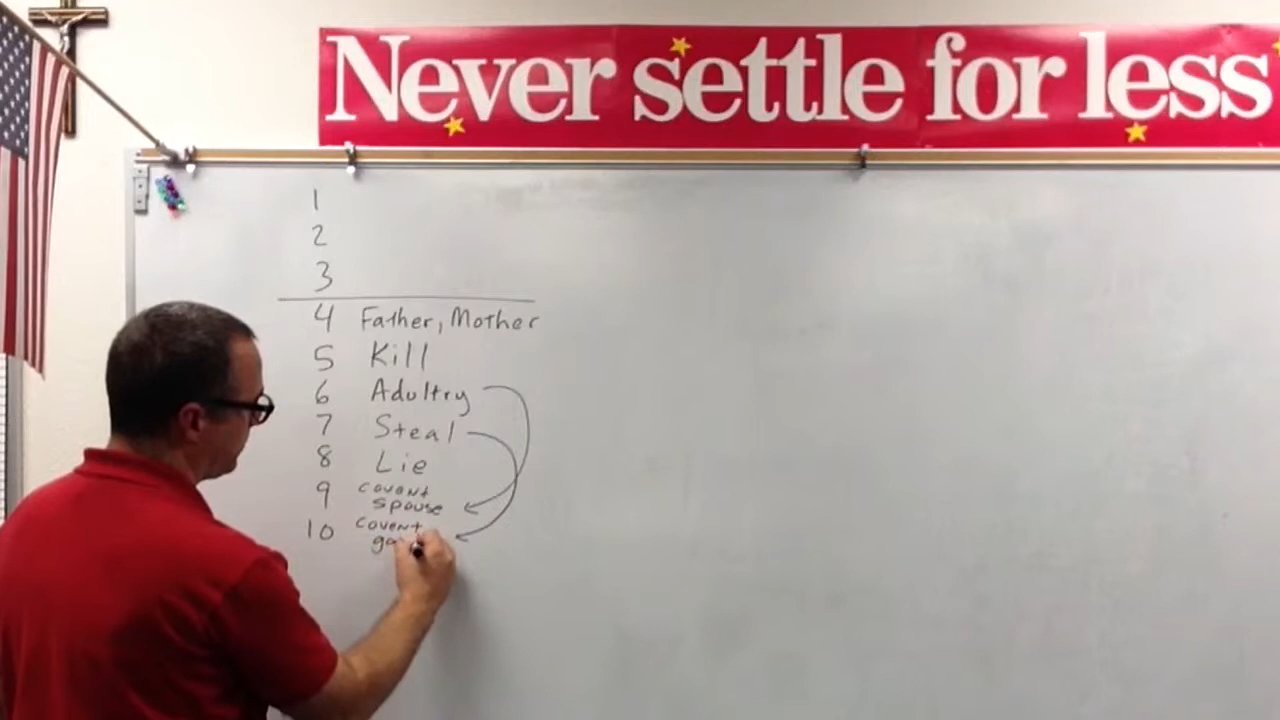 Never settle for less
1
2
3
4 Father, Mother
5 Kill
6 Adultry
7 Steal
8 Lie
9 covent
spouse
10 covent